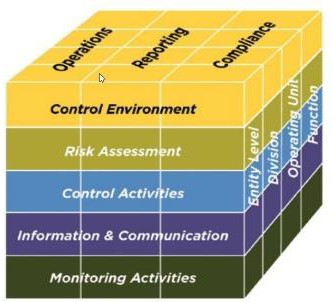 Operations
Reporting
Compliance
Control Environment
Risk Assessment
Control Activities
Information & Communication
Monitoring Activities
Entity Level
Division
Operating Unit
Function